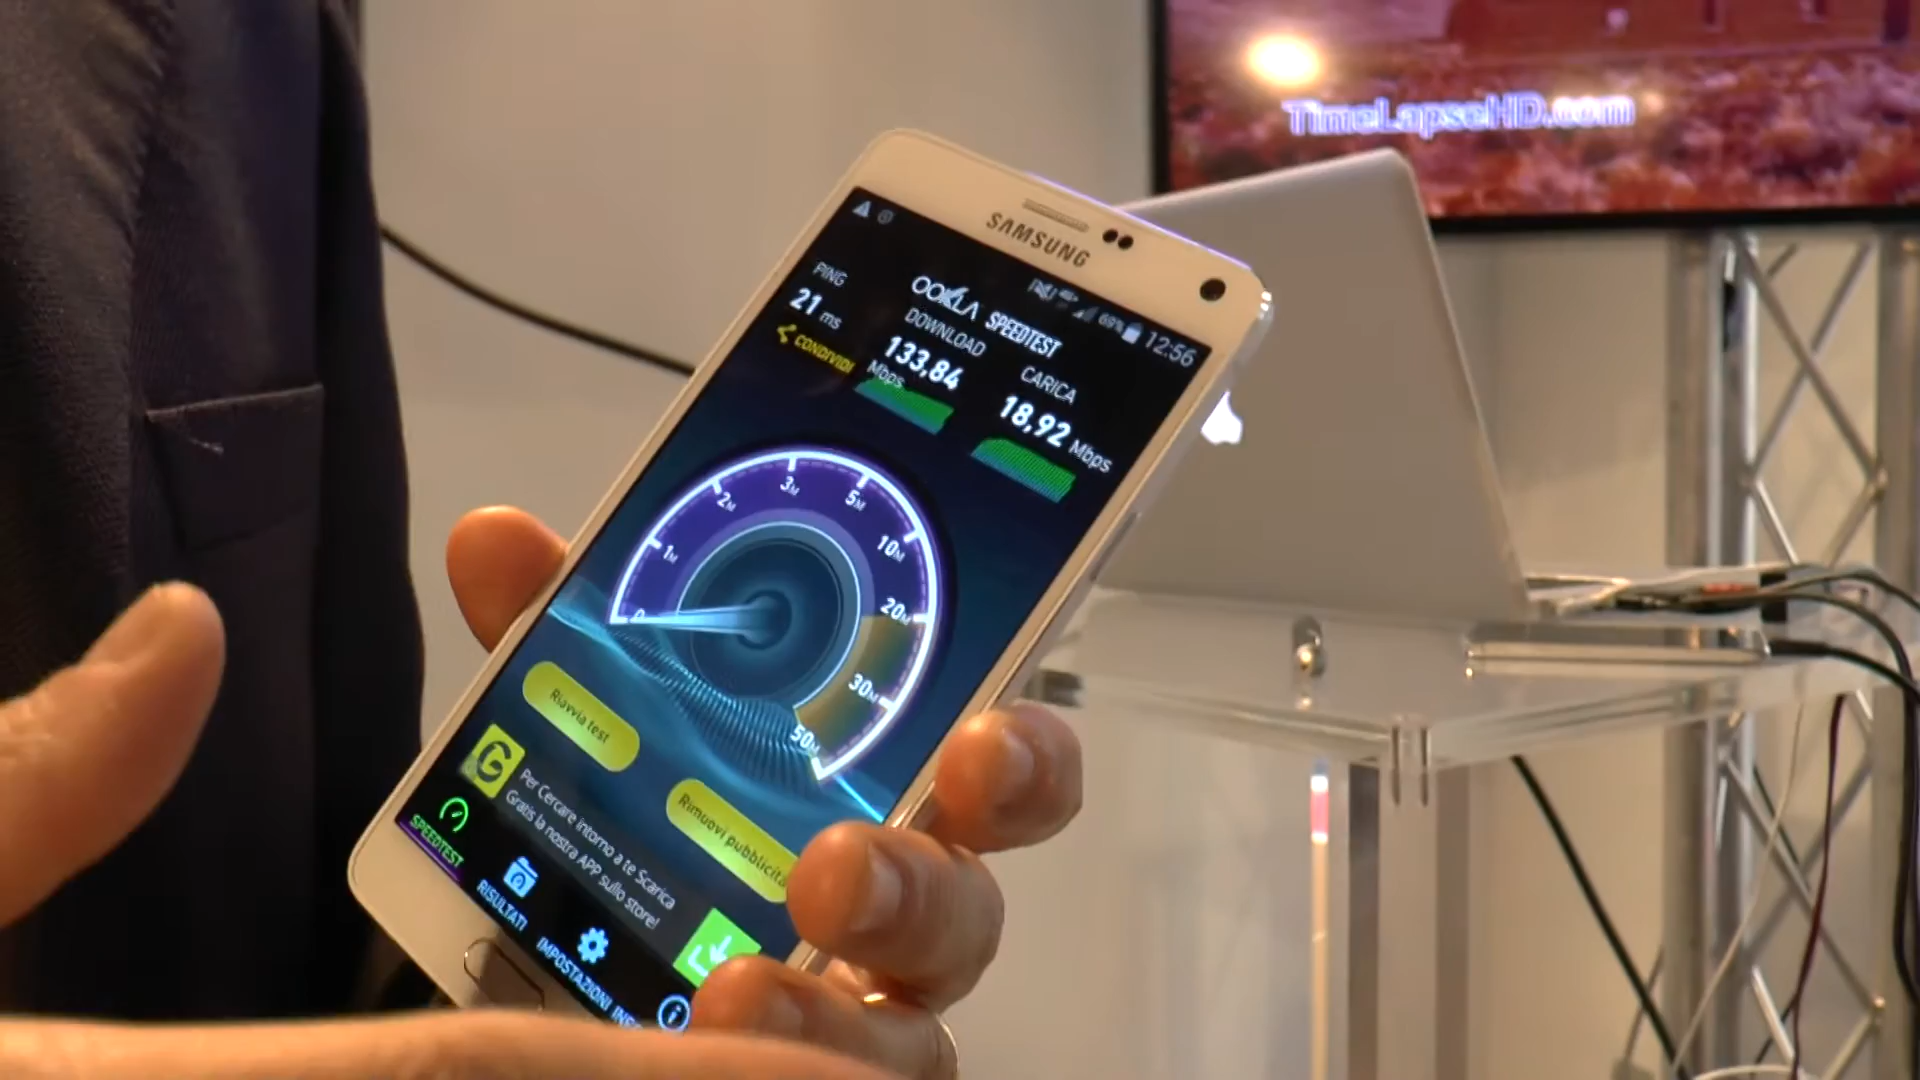 TimeLapseHD.com
SAMSUNG
69% 12:56
OOKLA SPEEDTEST
PING
21 ms
CONDIVIDI
DOWNLOAD
133,84
Mbps
CARICA
18,92 Mbps
0
1M
2M
3M
5M
10M
20M
30M
50M
Riavvia test
Rimuovi pubblicità
G
Per Cercare intorno a te Scarica
Gratis la nostra APP sullo store!
SPEEDTEST
RISULTATI
IMPOSTAZIONI
i